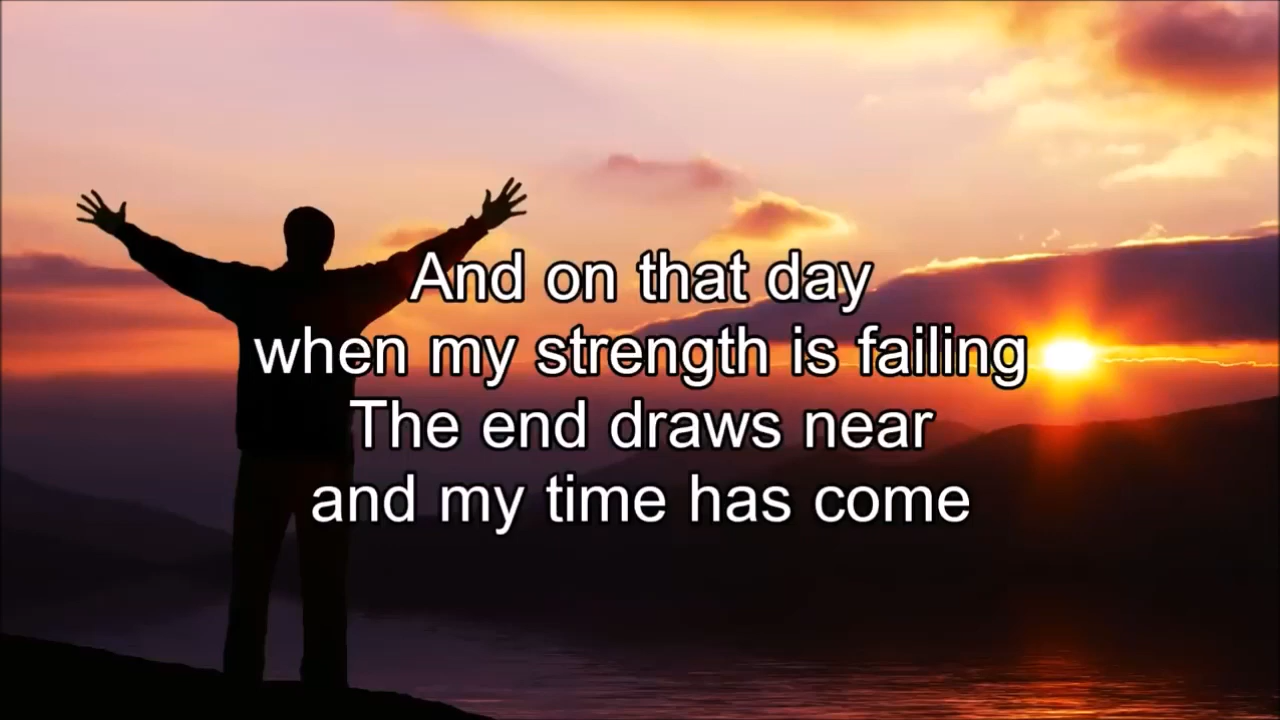 And on that day
when my strength is failing
The end draws near
and my time has come